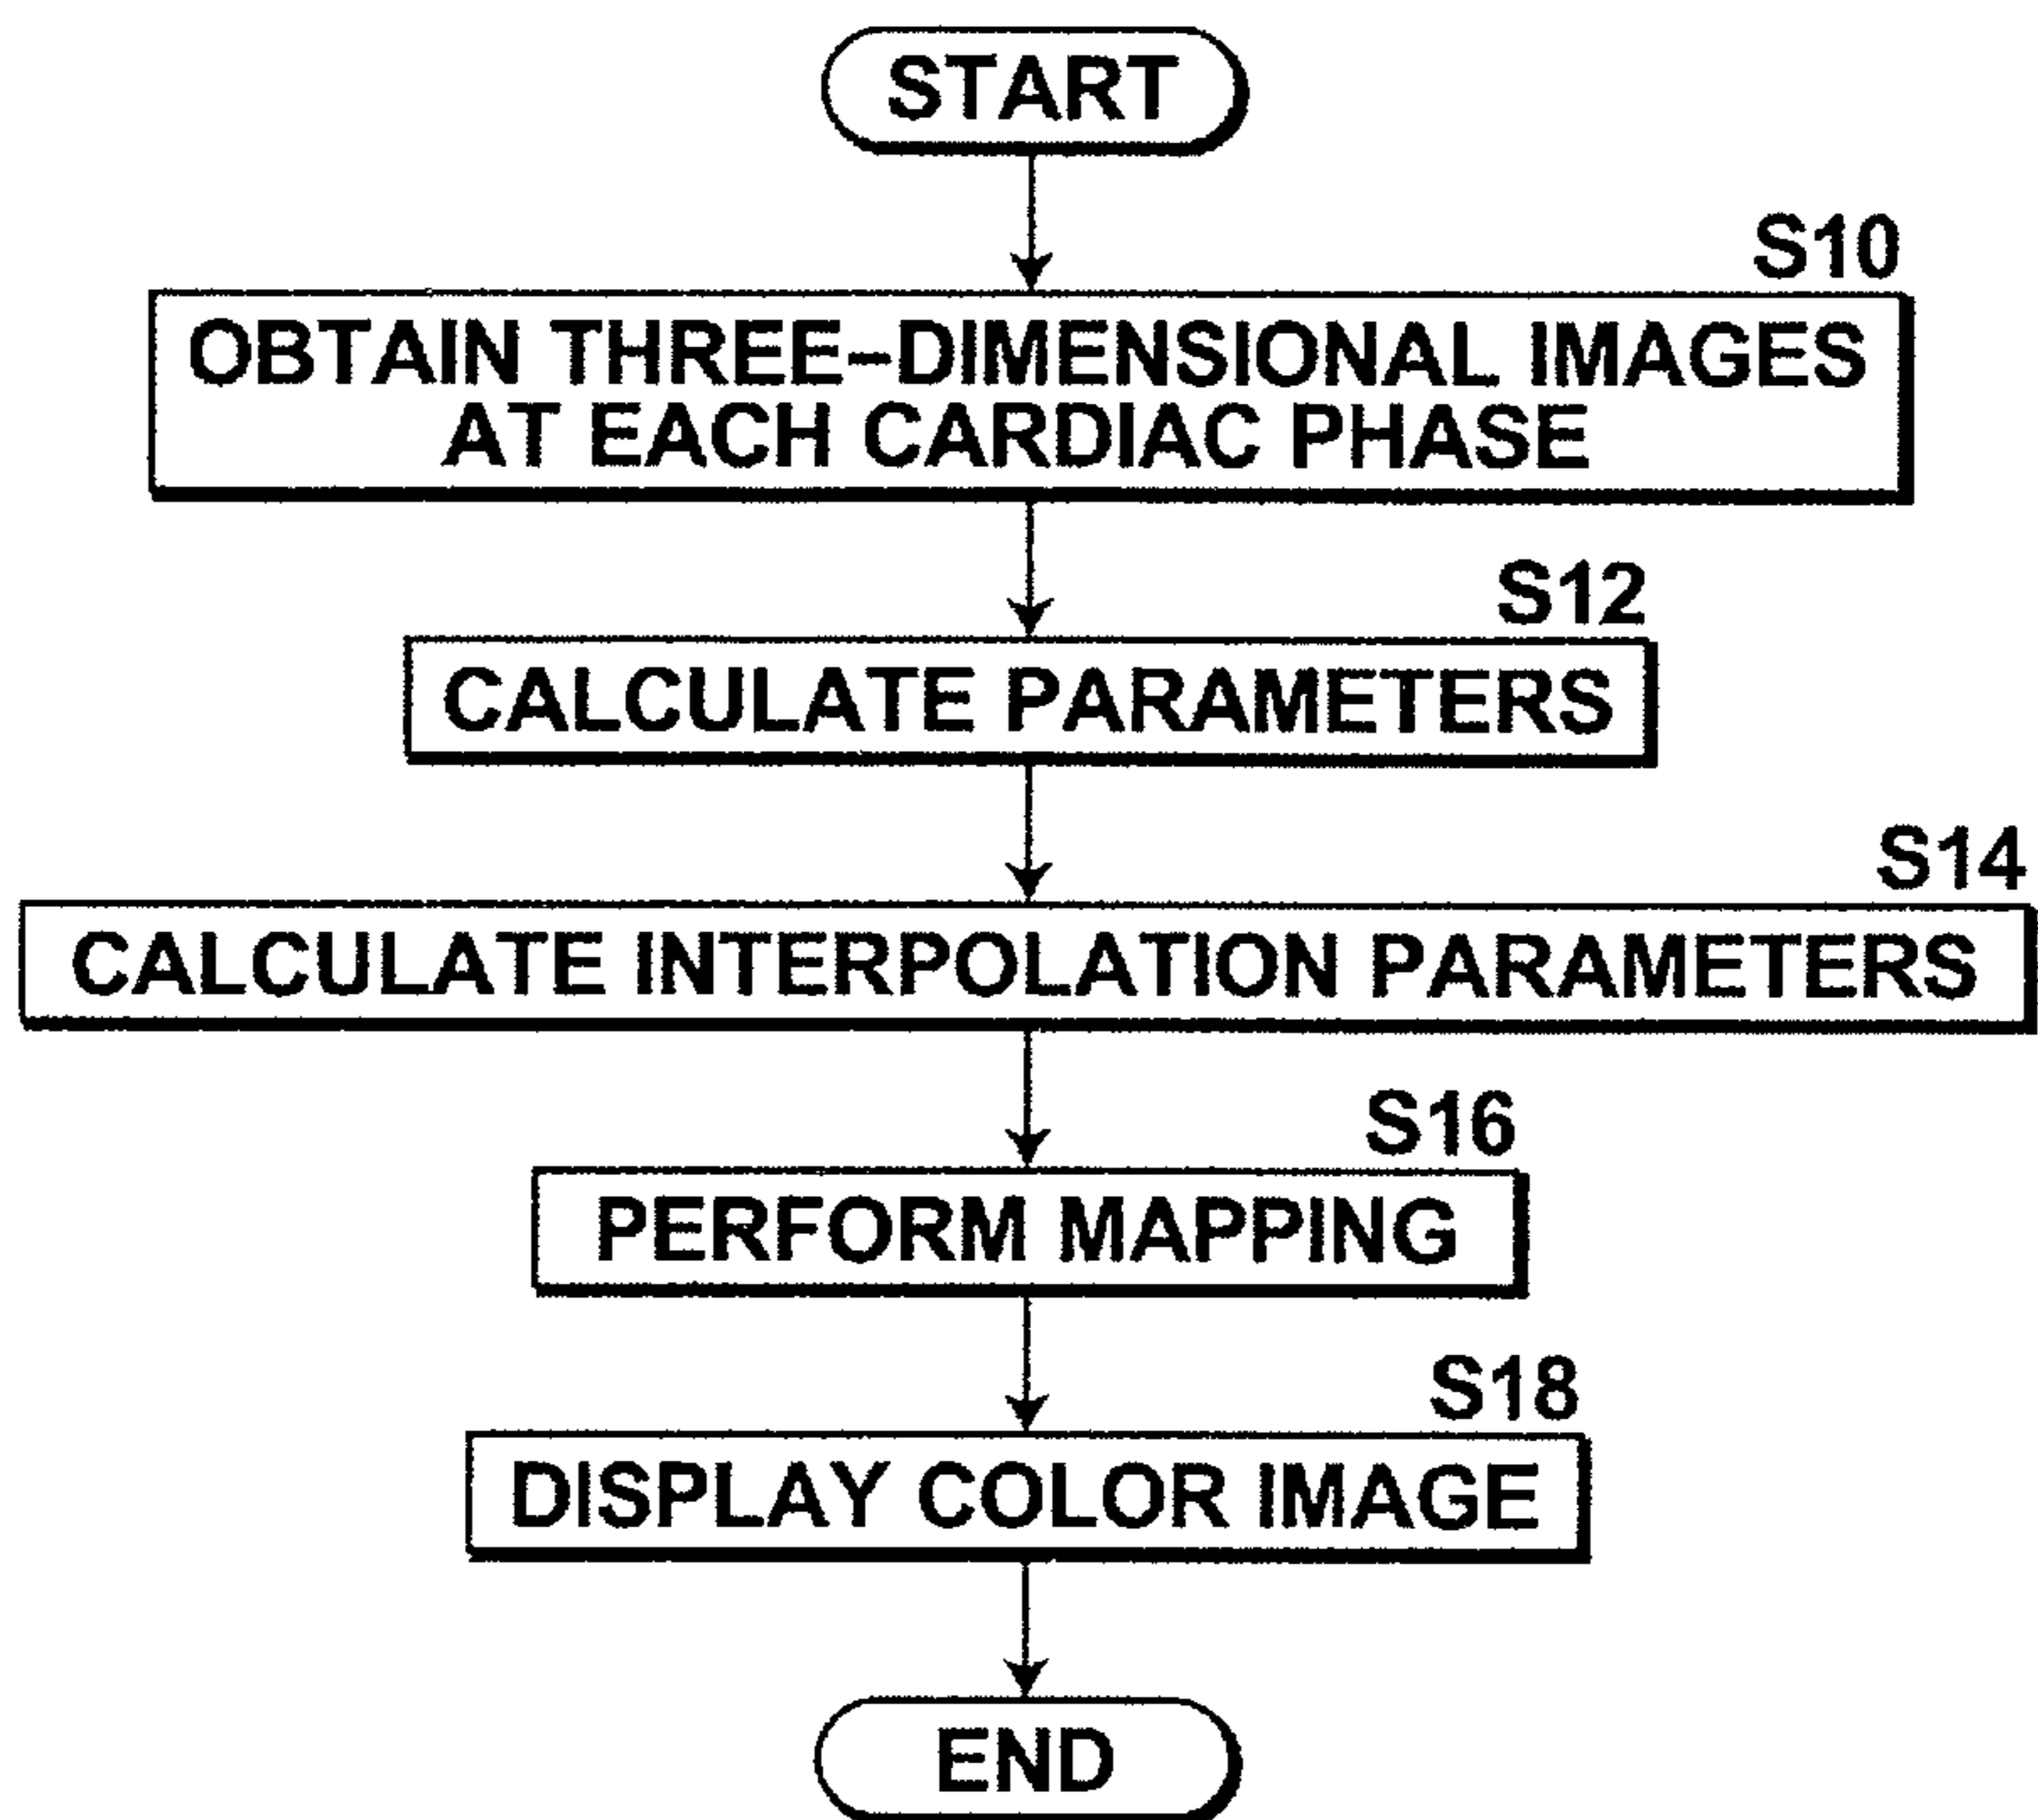 START
S10
OBTAIN THREE-DIMENSIONAL IMAGES
AT EACH CARDIAC PHASE
S12
CALCULATE PARAMETERS
S14
CALCULATE INTERPOLATION PARAMETERS
S16
PERFORM MAPPING
S18
DISPLAY COLOR IMAGE
END